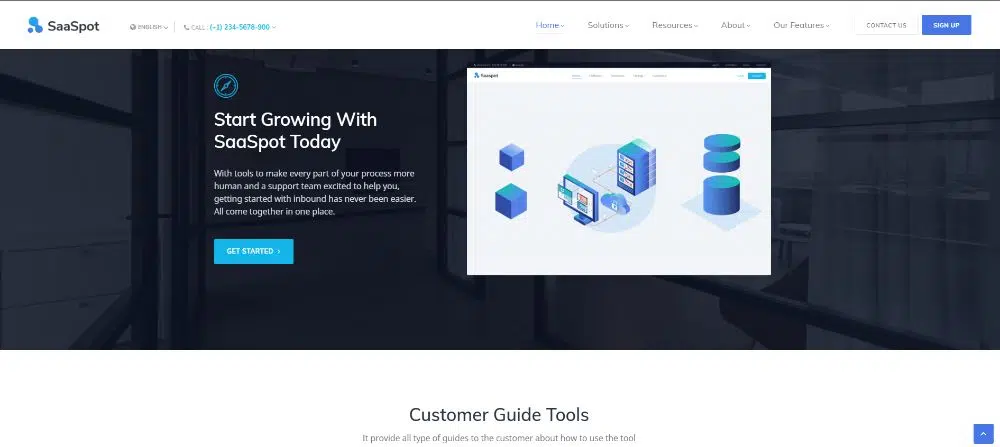 SaaSpot
ENGLISH
CALL : (+1) 234-5678-900
Home
Solutions
Resources
About
Our Features
CONTACT US
SIGN UP
Start Growing With
SaaSpot Today
With tools to make every part of your process more
human and a support team excited to help you,
getting started with inbound has never been easier.
All come together in one place.
GET STARTED
SaaSpot
Customer Guide Tools
It provide all type of guides to the customer about how to use the tool